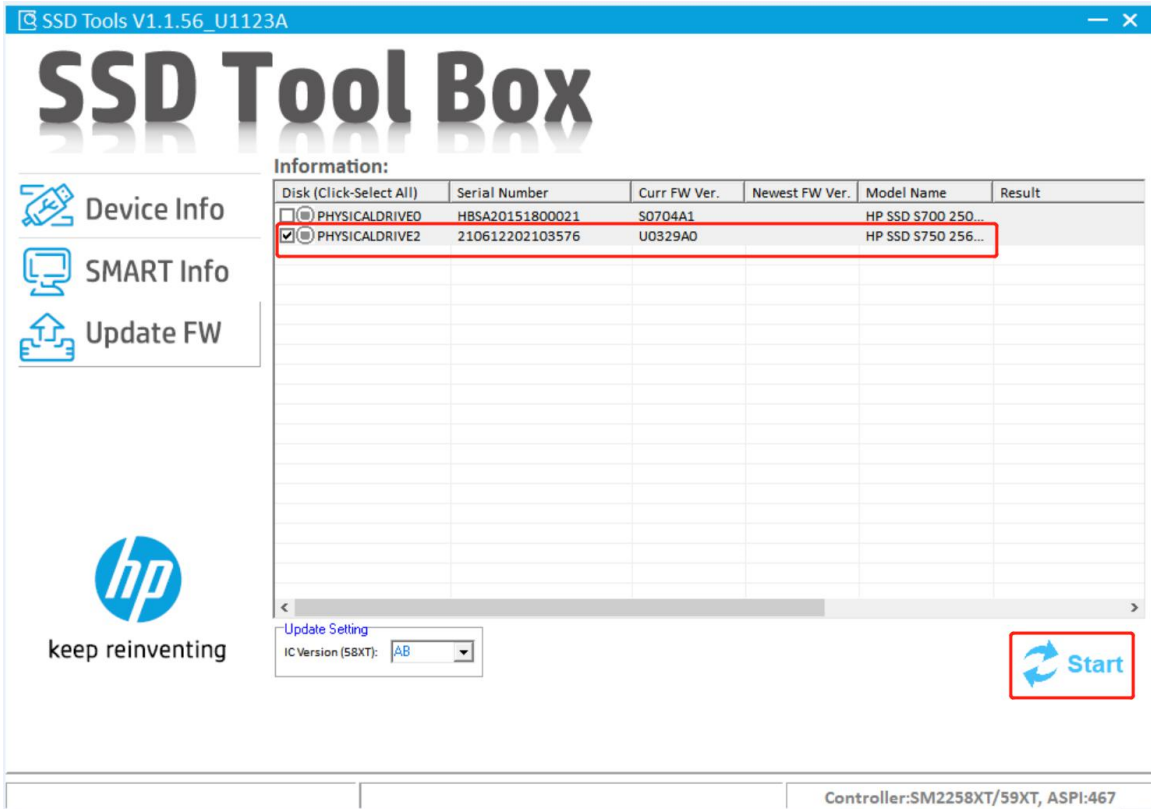 SSD Tools V1.1.56_U1123A
SSD Tool Box
Information:
Disk (Click-Select All) Serial Number Curr FW Ver. Newest FW Ver. Model Name Result
PHYSICALDRIVE0 HBSA20151800021 S0704A1 HP SSD S700 250...
PHYSICALDRIVE2 210612202103576 U0329A0 HP SSD S750 256...
Device Info
SMART Info
Update FW
hp
keep reinventing
Update Setting
IC Version (58XT): AB
Start
Controller:SM2258XT/59XT, ASPI:467